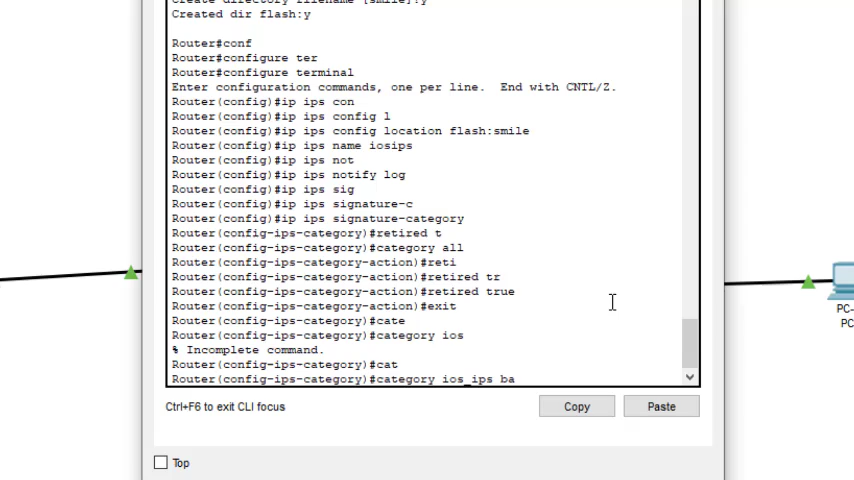 Create directory filename [smile]?y
Created dir flash:y
Router#conf
Router#configure ter
Router#configure terminal
Enter configuration commands, one per line.  End with CNTL/Z.
Router(config)#ip ips con
Router(config)#ip ips config l
Router(config)#ip ips config location flash:smile
Router(config)#ip ips name iosips
Router(config)#ip ips not
Router(config)#ip ips notify log
Router(config)#ip ips sig
Router(config)#ip ips signature-c
Router(config)#ip ips signature-category
Router(config-ips-category)#retired t
Router(config-ips-category)#category all
Router(config-ips-category-action)#reti
Router(config-ips-category-action)#retired tr
Router(config-ips-category-action)#retired true
Router(config-ips-category-action)#exit
Router(config-ips-category)#cate
Router(config-ips-category)#category ios
% Incomplete command.
Router(config-ips-category)#cat
Router(config-ips-category)#category ios_ips ba
Ctrl+F6 to exit CLI focus
Copy
Paste
Top
PC-
PC